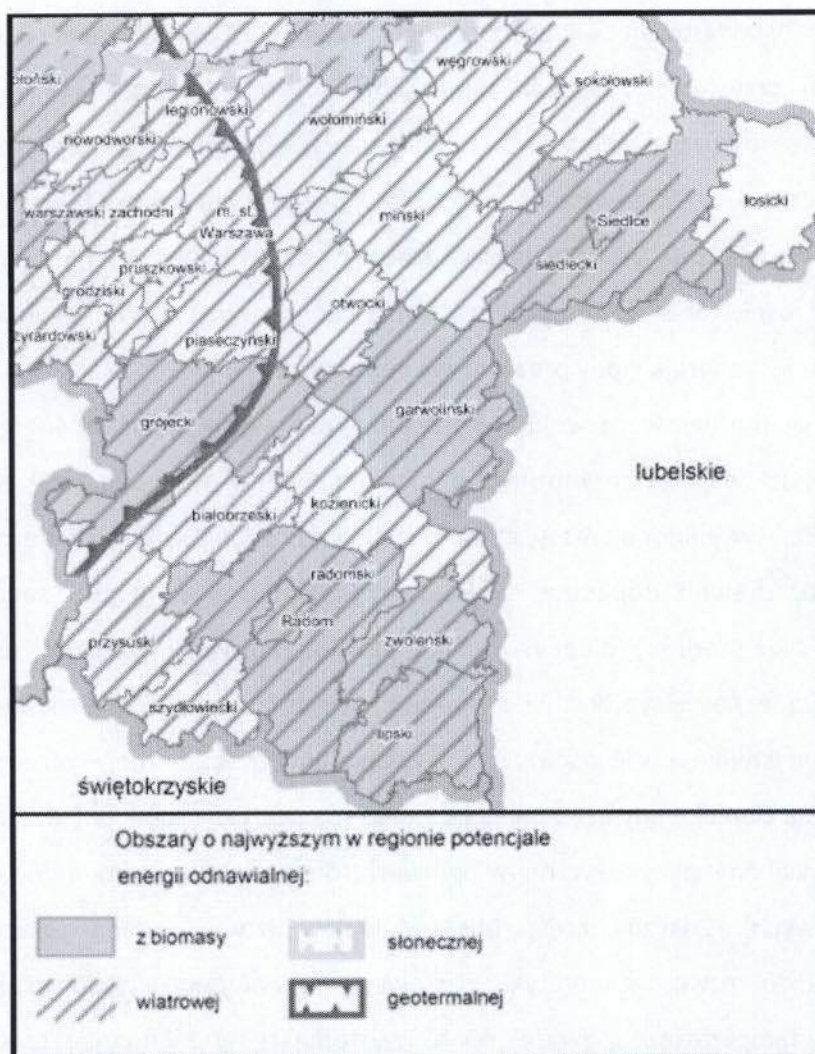 węgrowski
sokołowski
legionowski
wołomiński
nowodworski
łosicki
warszawski zachodni
m. st.
Warszawa
miński
Siedlce
siedlecki
pruszkowski
grodziski
otwocki
żyrardowski
piaseczyński
garwoliński
grójecki
lubelskie
kozienicki
białobrzeski
radomski
Radom
zwoleński
przysuski
szydłowiecki
lipski
świętokrzyskie
Obszary o najwyższym w regionie potencjale
energii odnawialnej:
z biomasy
słonecznej
wiatrowej
geotermalnej